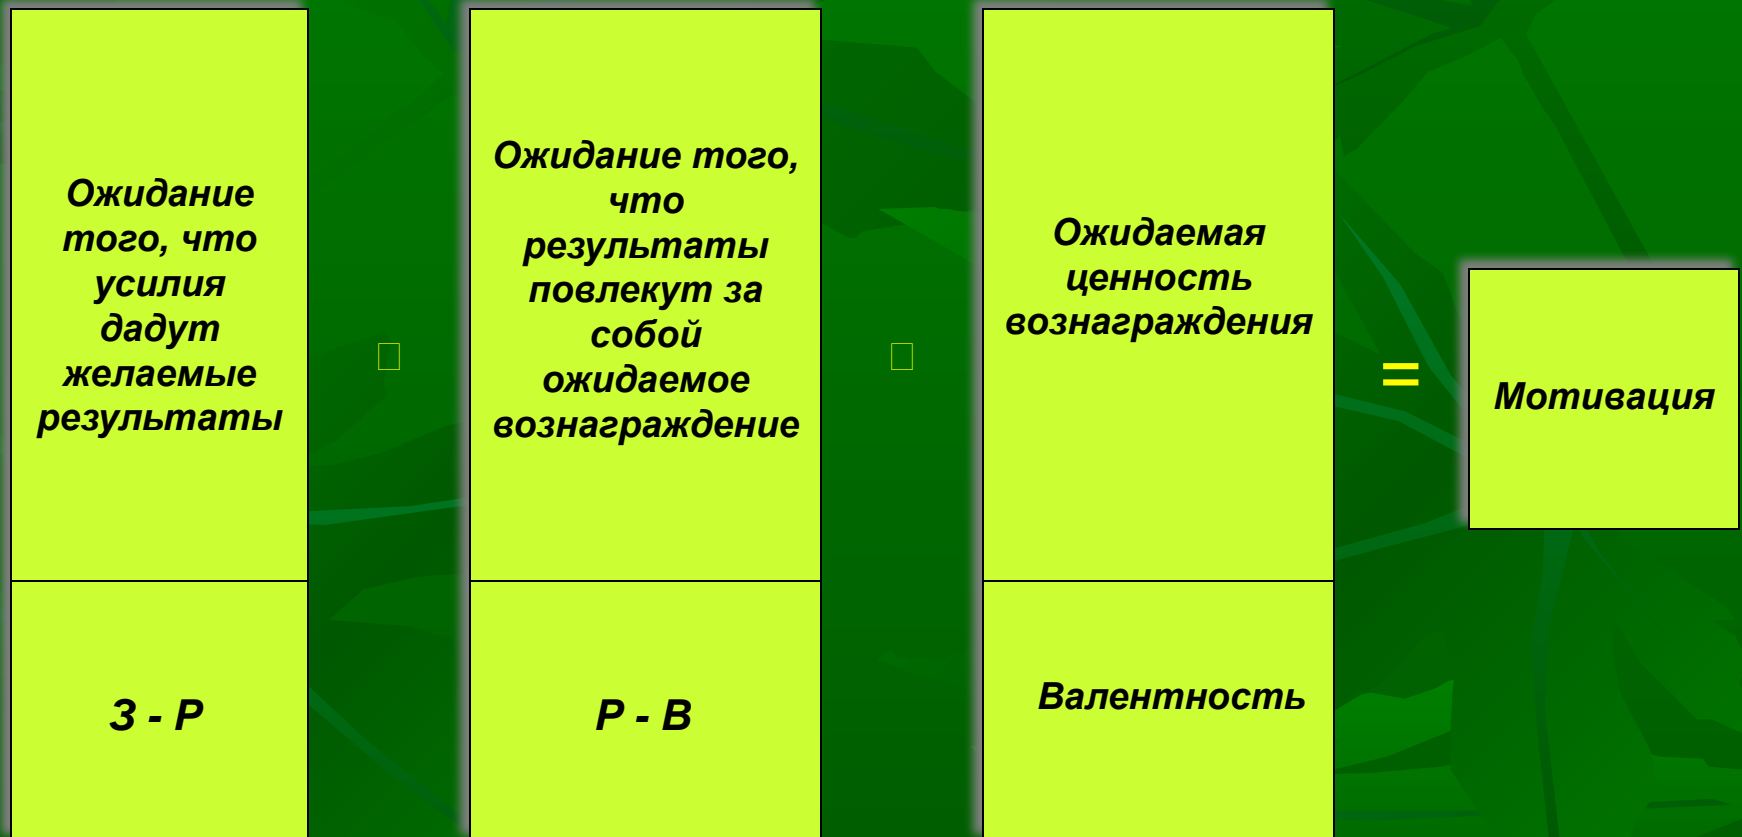 Ожидание
того, что
усилия
дадут
желаемые
результаты
З - Р
Ожидание того,
что
результаты
повлекут за
собой
ожидаемое
вознаграждение
Р - В
Ожидаемая
ценность
вознаграждения
Валентность
=
Мотивация